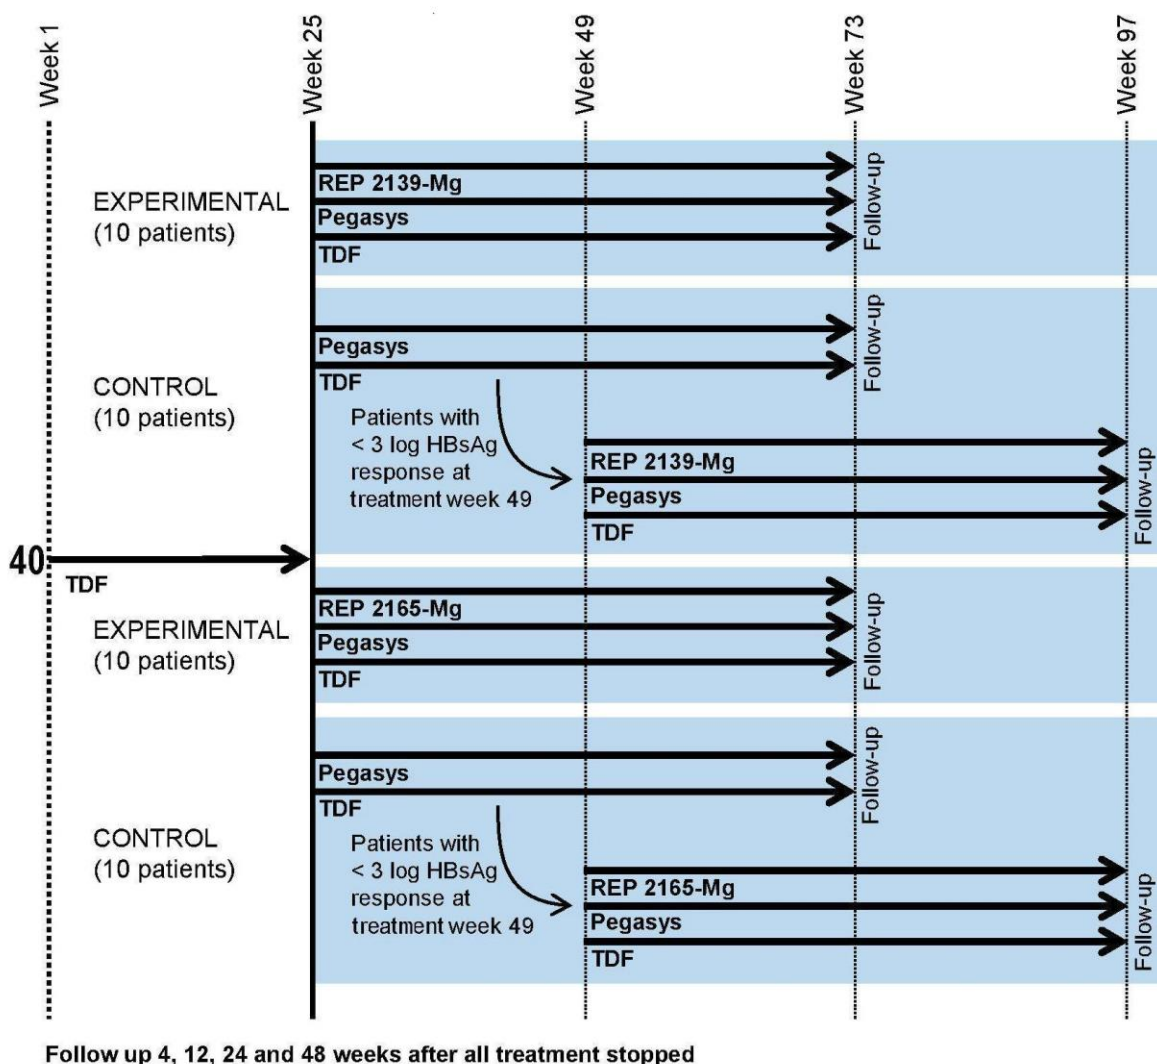 Week 1
Week 25
Week 49
Week 73
Week 97
EXPERIMENTAL
(10 patients)
REP 2139-Mg
Pegasys
TDF
Follow-up
CONTROL
(10 patients)
Pegasys
TDF
Follow-up
Patients with
< 3 log HBsAg
response at
treatment week 49
REP 2139-Mg
Pegasys
TDF
Follow-up
40
TDF
EXPERIMENTAL
(10 patients)
REP 2165-Mg
Pegasys
TDF
Follow-up
CONTROL
(10 patients)
Pegasys
TDF
Follow-up
Patients with
< 3 log HBsAg
response at
treatment week 49
REP 2165-Mg
Pegasys
TDF
Follow-up
Follow up 4, 12, 24 and 48 weeks after all treatment stopped